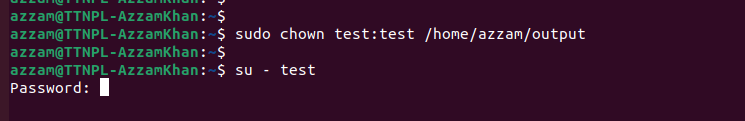 azzam@TTNPL-AzzamKhan:~$
azzam@TTNPL-AzzamKhan:~$ sudo chown test:test /home/azzam/output
azzam@TTNPL-AzzamKhan:~$
azzam@TTNPL-AzzamKhan:~$ su - test
Password: